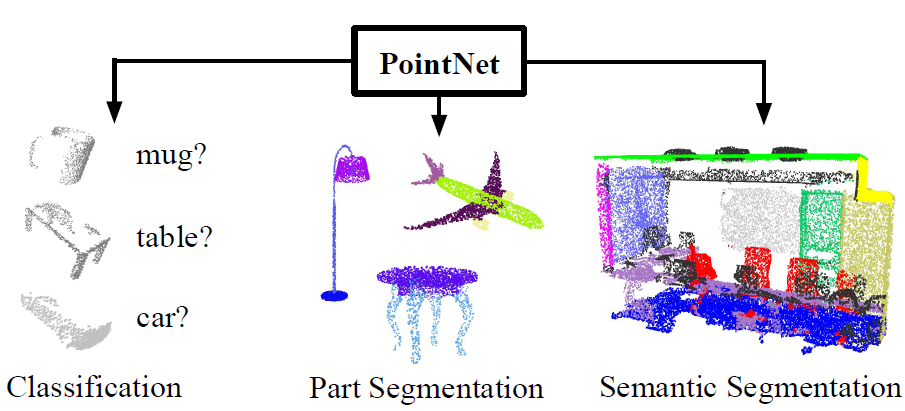 PointNet
mug?
table?
car?
Classification
Part Segmentation
Semantic Segmentation